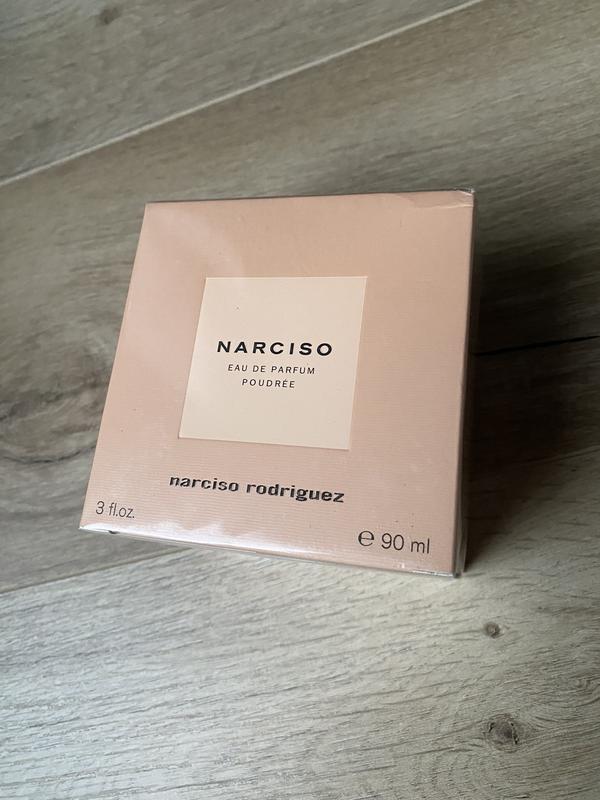 NARCISO
EAU DE PARFUM
POUDRÉE
narciso rodriguez
3 fl.oz.
℮ 90 ml